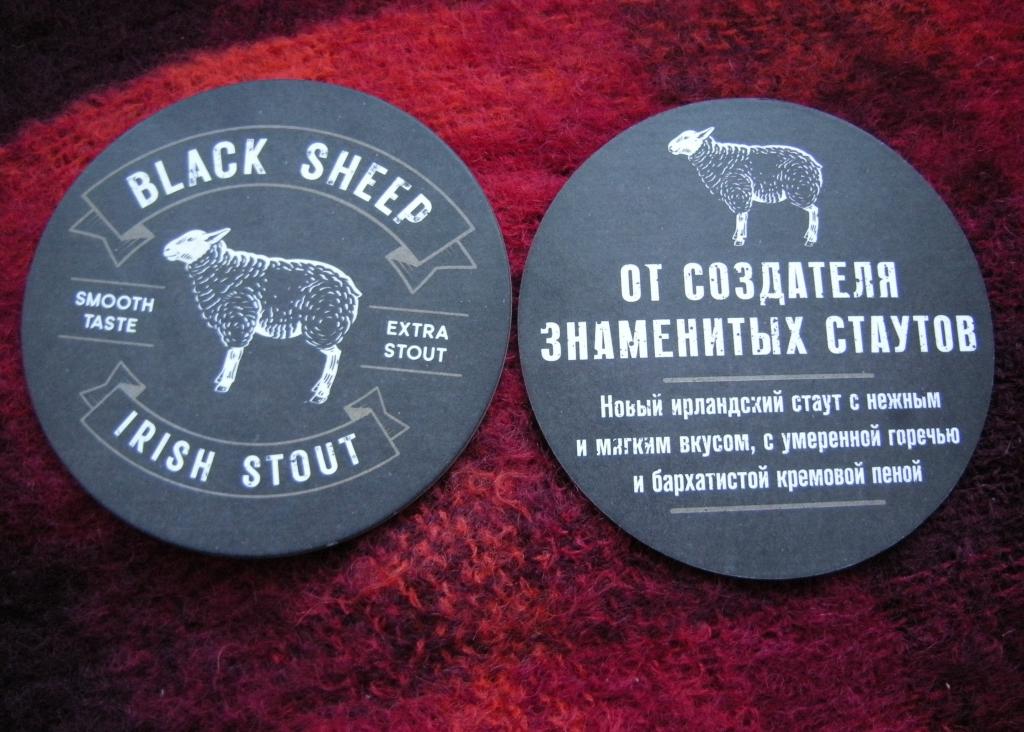 BLACK SHEEP
SMOOTH
TASTE
EXTRA
STOUT
IRISH STOUT
ОТ СОЗДАТЕЛЯ
ЗНАМЕНИТЫХ СТАУТОВ
Новый ирландский стаут с нежным
и мягким вкусом, с умеренной горечью
и бархатистой кремовой пеной